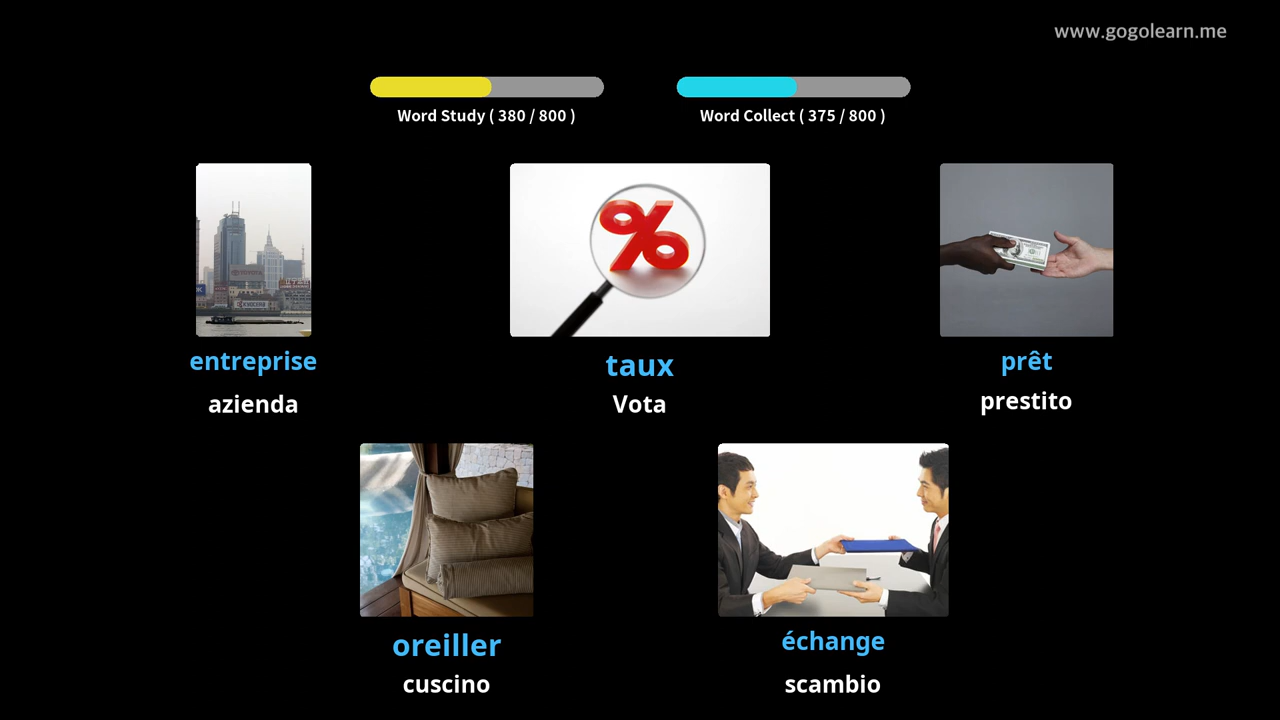 www.gogolearn.me
Word Study ( 380 / 800 )
Word Collect ( 375 / 800 )
entreprise
azienda
taux
Vota
prêt
prestito
oreiller
cuscino
échange
scambio